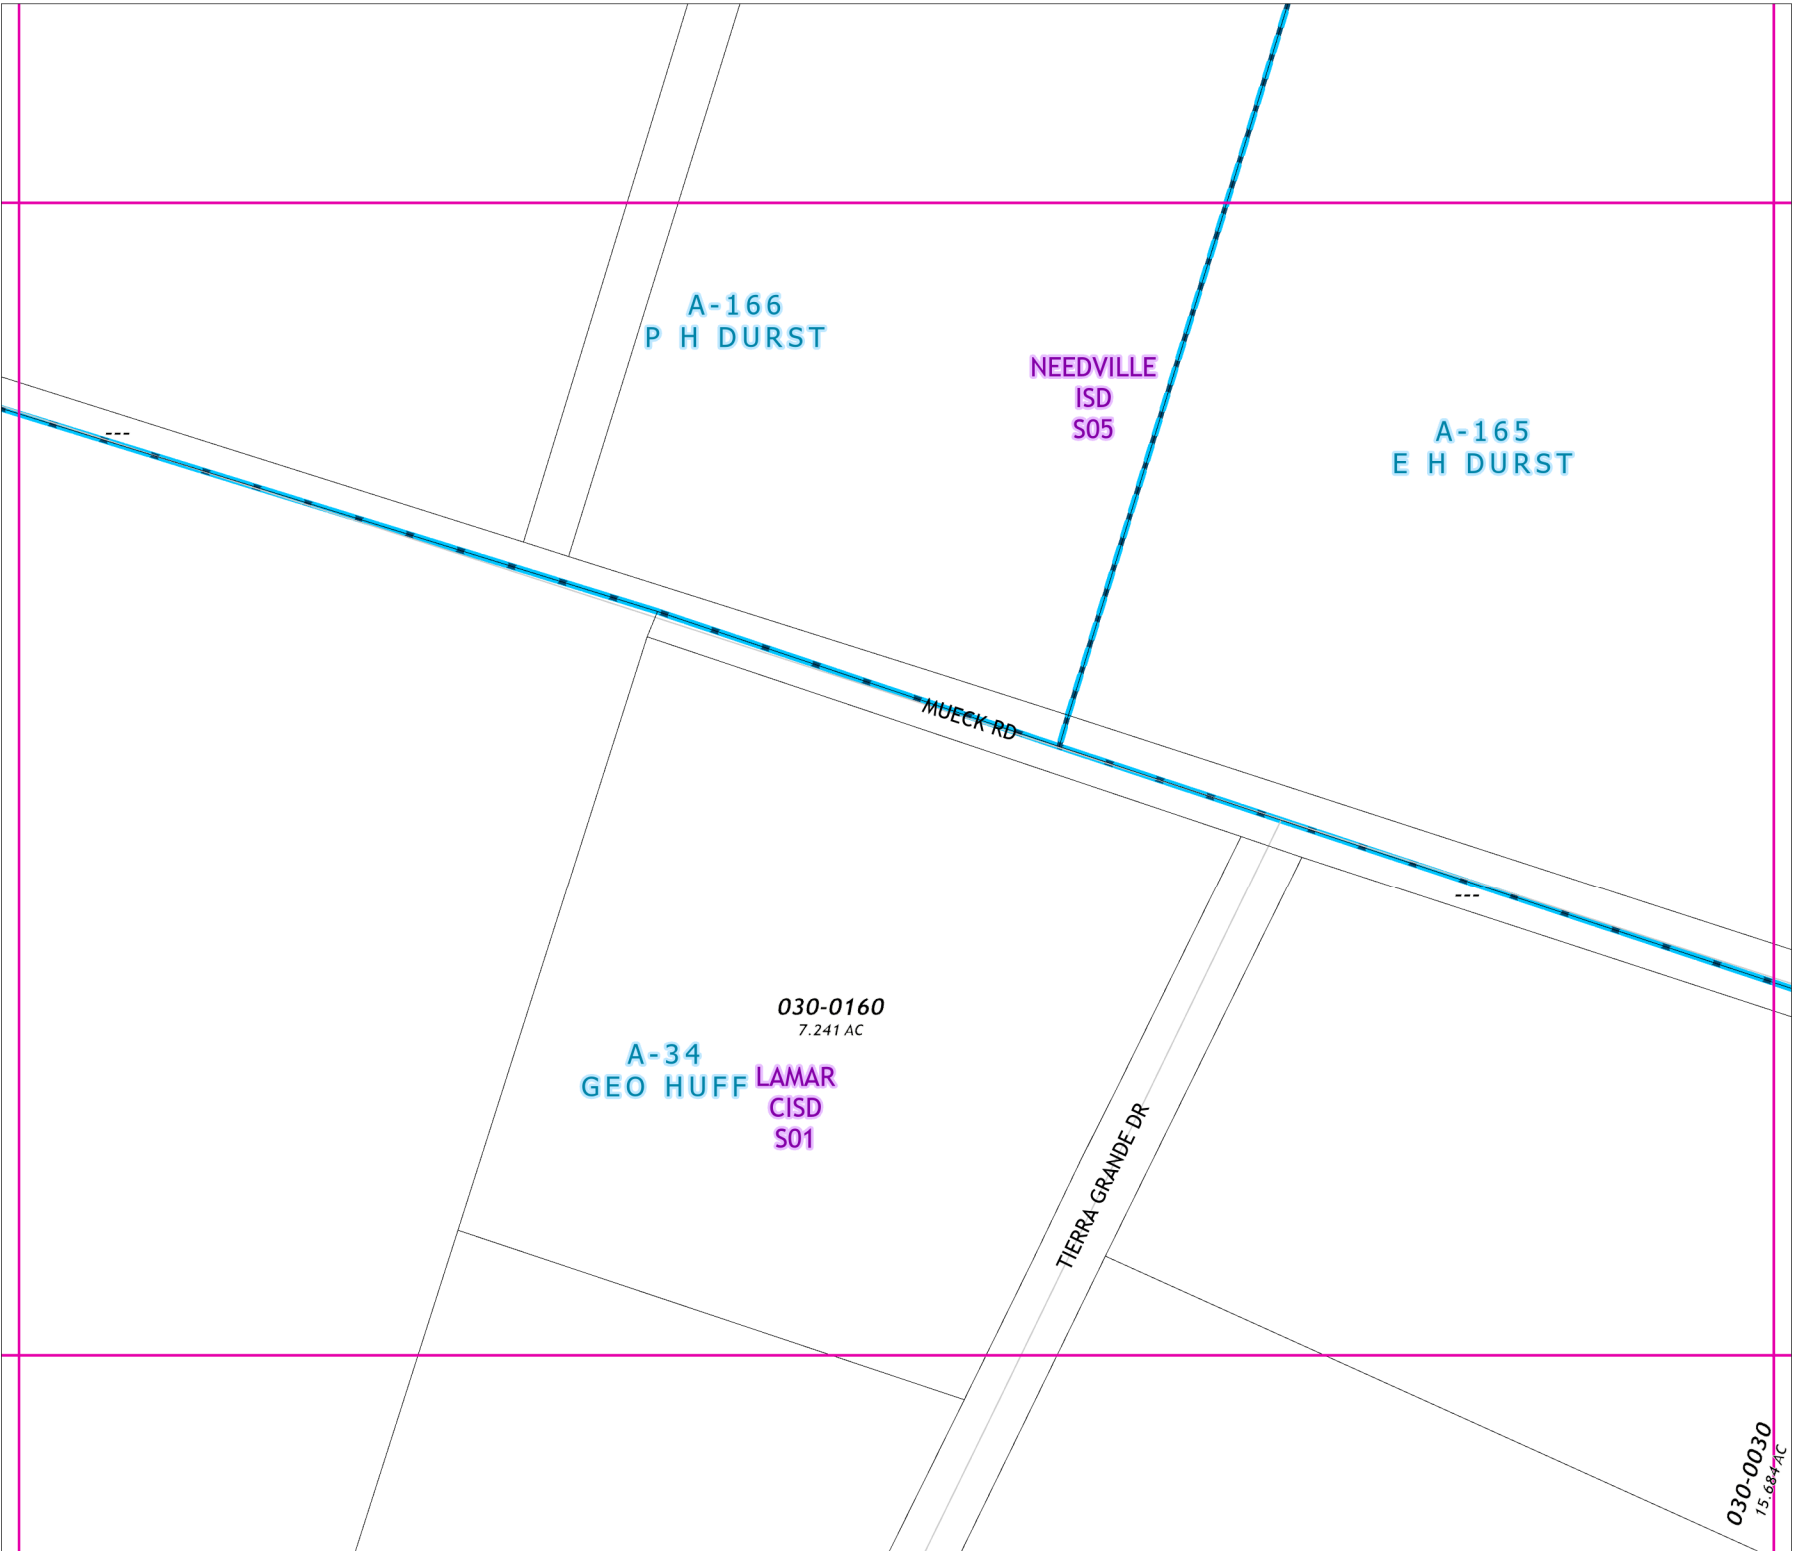 A-166
P H DURST
NEEDVILLE
ISD
S05
A-165
E H DURST
---
MUECK RD
---
030-0160
7.241 AC
A-34
GEO HUFF
LAMAR
CISD
S01
TIERRA GRANDE DR
030-0030
15.684 AC